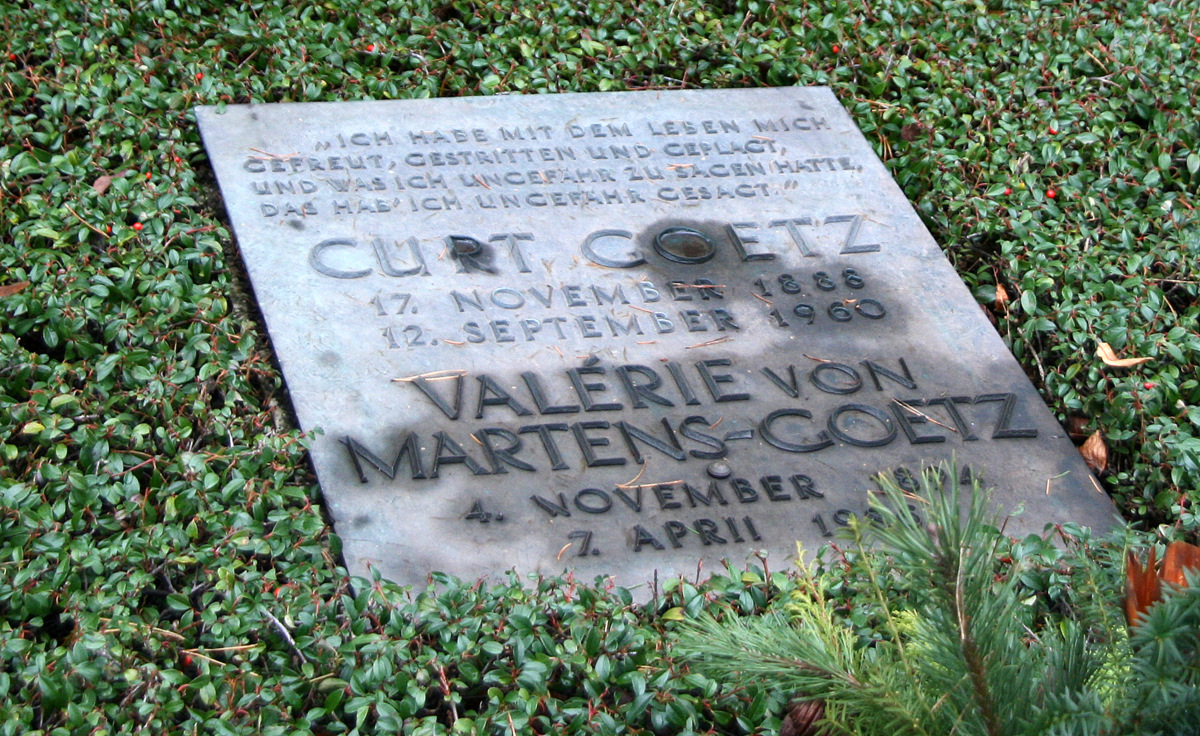 „ICH HABE MIT DEM LEBEN MICH
GEFREUT, GESTRITTEN UND GEPLAGT,
UND WAS ICH UNGEFÄHR ZU SAGEN HATTE,
DAS HAB' ICH UNGEFÄHR GESAGT."
CURT GOETZ
17. NOVEMBER 1888
12. SEPTEMBER 1960
VALÉRIE VON
MARTENS-GOETZ
4. NOVEMBER
7. APRIL